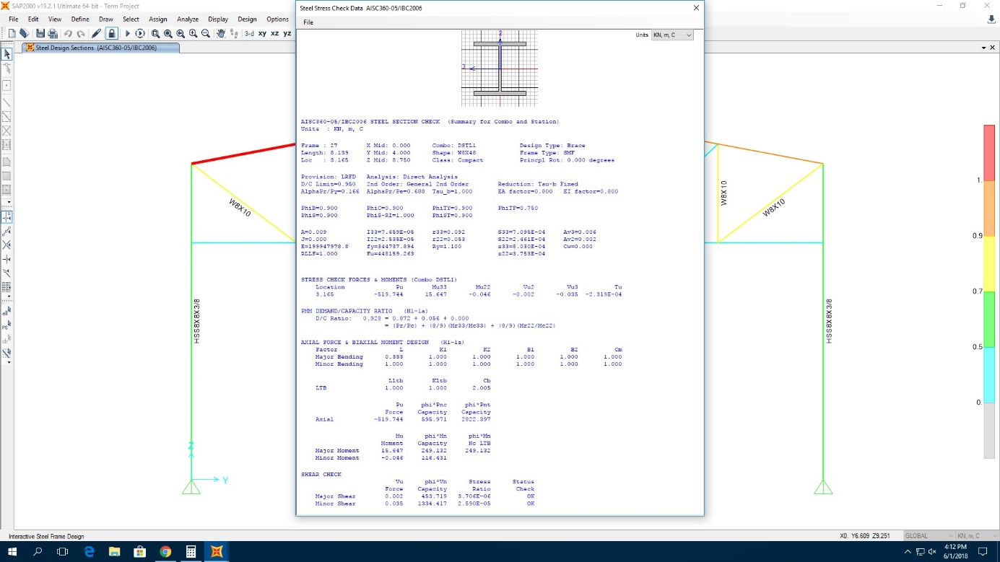 SAP2000 v19.2.1 Ultimate 64-bit - Term Project
File Edit View Define Draw Select Assign Analyze Display Design Options
3-d xy xz yz
Steel Design Sections (AISC360-05/IBC2006)
W8X10
HSS8X8X3/8
Z
Y
Steel Stress Check Data AISC360-05/IBC2006
File
Units KN, m, C
2
3
AISC360-05/IBC2006 STEEL SECTION CHECK (Summary for Combo and Station)
Units : KN, m, C
Frame : 27 X Mid: 0.000 Combo: DSTL1 Design Type: Brace
Length: 8.139 Y Mid: 4.000 Shape: W8X48 Frame Type: SMF
Loc : 3.165 Z Mid: 8.750 Class: Compact Princpl Rot: 0.000 degrees
Provision: LRFD Analysis: Direct Analysis
D/C Limit=0.950 2nd Order: General 2nd Order Reduction: Tau-b Fixed
AlphaPr/Py=0.166 AlphaPr/Pe=0.688 Tau_b=1.000 EA factor=0.800 EI factor=0.800
PhiB=0.900 PhiC=0.900 PhiTY=0.900 PhiTF=0.750
PhiS=0.900 PhiS-RI=1.000 PhiST=0.900
A=0.009 I33=7.659E-05 r33=0.092 S33=7.095E-04 Av3=0.006
J=0.000 I22=2.535E-05 r22=0.053 S22=2.461E-04 Av2=0.002
E=199947978.8 fy=344737.894 Ry=1.100 z33=8.030E-04 Cw=0.000
RLLF=1.000 Fu=448159.263 z22=3.753E-04
STRESS CHECK FORCES & MOMENTS (Combo DSTL1)
Location Pu Mu33 Mu22 Vu2 Vu3 Tu
3.165 -519.744 15.647 -0.046 -0.002 -0.035 -2.319E-04
PMM DEMAND/CAPACITY RATIO (H1-1a)
D/C Ratio: 0.928 = 0.872 + 0.056 + 0.000
= (Pr/Pc) + (8/9)(Mr33/Mc33) + (8/9)(Mr22/Mc22)
AXIAL FORCE & BIAXIAL MOMENT DESIGN (H1-1a)
Factor L K1 K2 B1 B2 Cm
Major Bending 0.333 1.000 1.000 1.000 1.000 1.000
Minor Bending 1.000 1.000 1.000 1.000 1.000 1.000
Lltb Kltb Cb
LTB 1.000 1.000 2.005
Pu phi*Pnc phi*Pnt
Force Capacity Capacity
Axial -519.744 595.971 2822.397
Mu phi*Mn phi*Mn
Moment Capacity No LTB
Major Moment 15.647 249.132 249.132
Minor Moment -0.046 116.431
SHEAR CHECK
Vu phi*Vn Stress Status
Force Capacity Ratio Check
Major Shear 0.002 453.719 3.706E-06 OK
Minor Shear 0.035 1334.417 2.590E-05 OK
W8X10
W8X10
HSS8X8X3/8
1.
0.9
0.7
0.5
0.
Interactive Steel Frame Design
X0. Y6.609 Z9.251
GLOBAL
KN, m, C
4:12 PM
6/1/2018